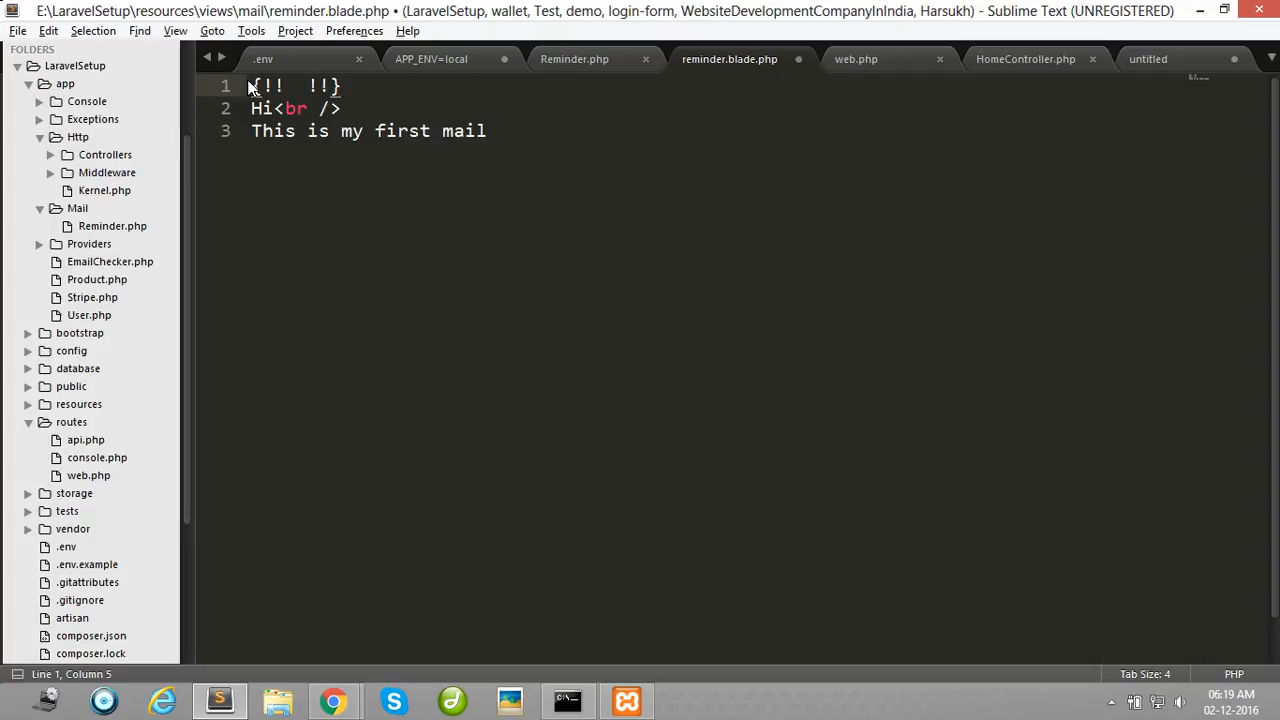 D:\LaravelSetup\resources\views\mail\reminder.blade.php • (LaravelSetup, wallet, Test, demo, login-form, WebsiteDevelopmentCompanyInIndia, Harsukh) - Sublime Text (UNREGISTERED)
File Edit Selection Find View Goto Tools Project Preferences Help
FOLDERS
LaravelSetup
app
Console
Exceptions
Http
Controllers
Middleware
Kernel.php
Mail
Reminder.php
Providers
EmailChecker.php
Product.php
Stripe.php
User.php
bootstrap
config
database
public
resources
routes
api.php
console.php
web.php
storage
tests
vendor
.env
.env.example
.gitattributes
.gitignore
artisan
composer.json
composer.lock
.env APP_ENV=local Reminder.php reminder.blade.php web.php HomeController.php untitled
1 {!!  !!}
2 Hi<br />
3 This is my first mail
Line 1, Column 5 Tab Size: 4 PHP
06:19 AM
02-12-2016